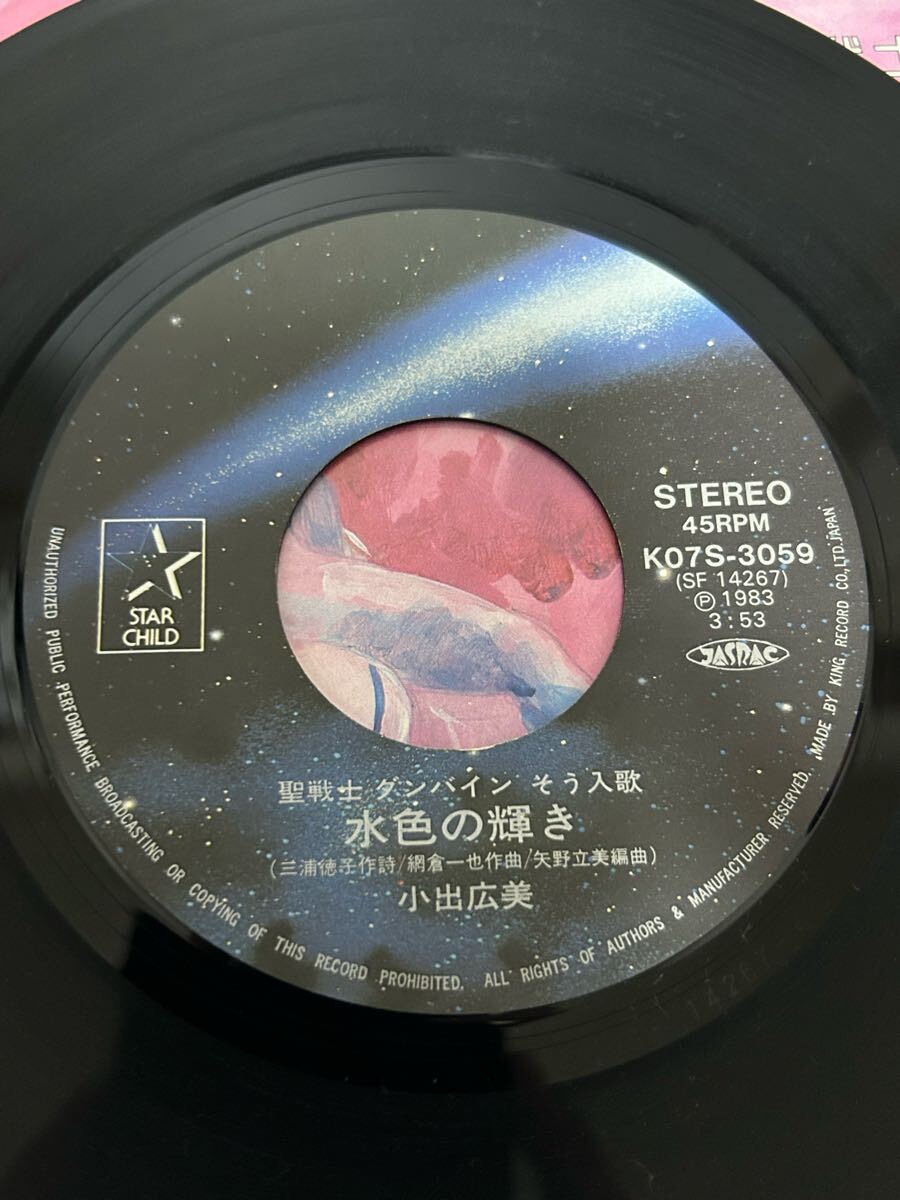 STAR
CHILD
STEREO
45RPM
K07S-3059
(SF 14267)
Ⓟ 1983
3:53
JASRAC
聖戦士 ダンバイン そう入歌
水色の輝き
(三浦徳子作詩/網倉一也作曲/矢野立美編曲)
小出広美
UNAUTHORIZED PUBLIC PERFORMANCE BROADCASTING OR COPYING OF THIS RECORD PROHIBITED. ALL RIGHTS OF AUTHORS & MANUFACTURER RESERVED. MADE BY KING RECORD CO., LTD. JAPAN